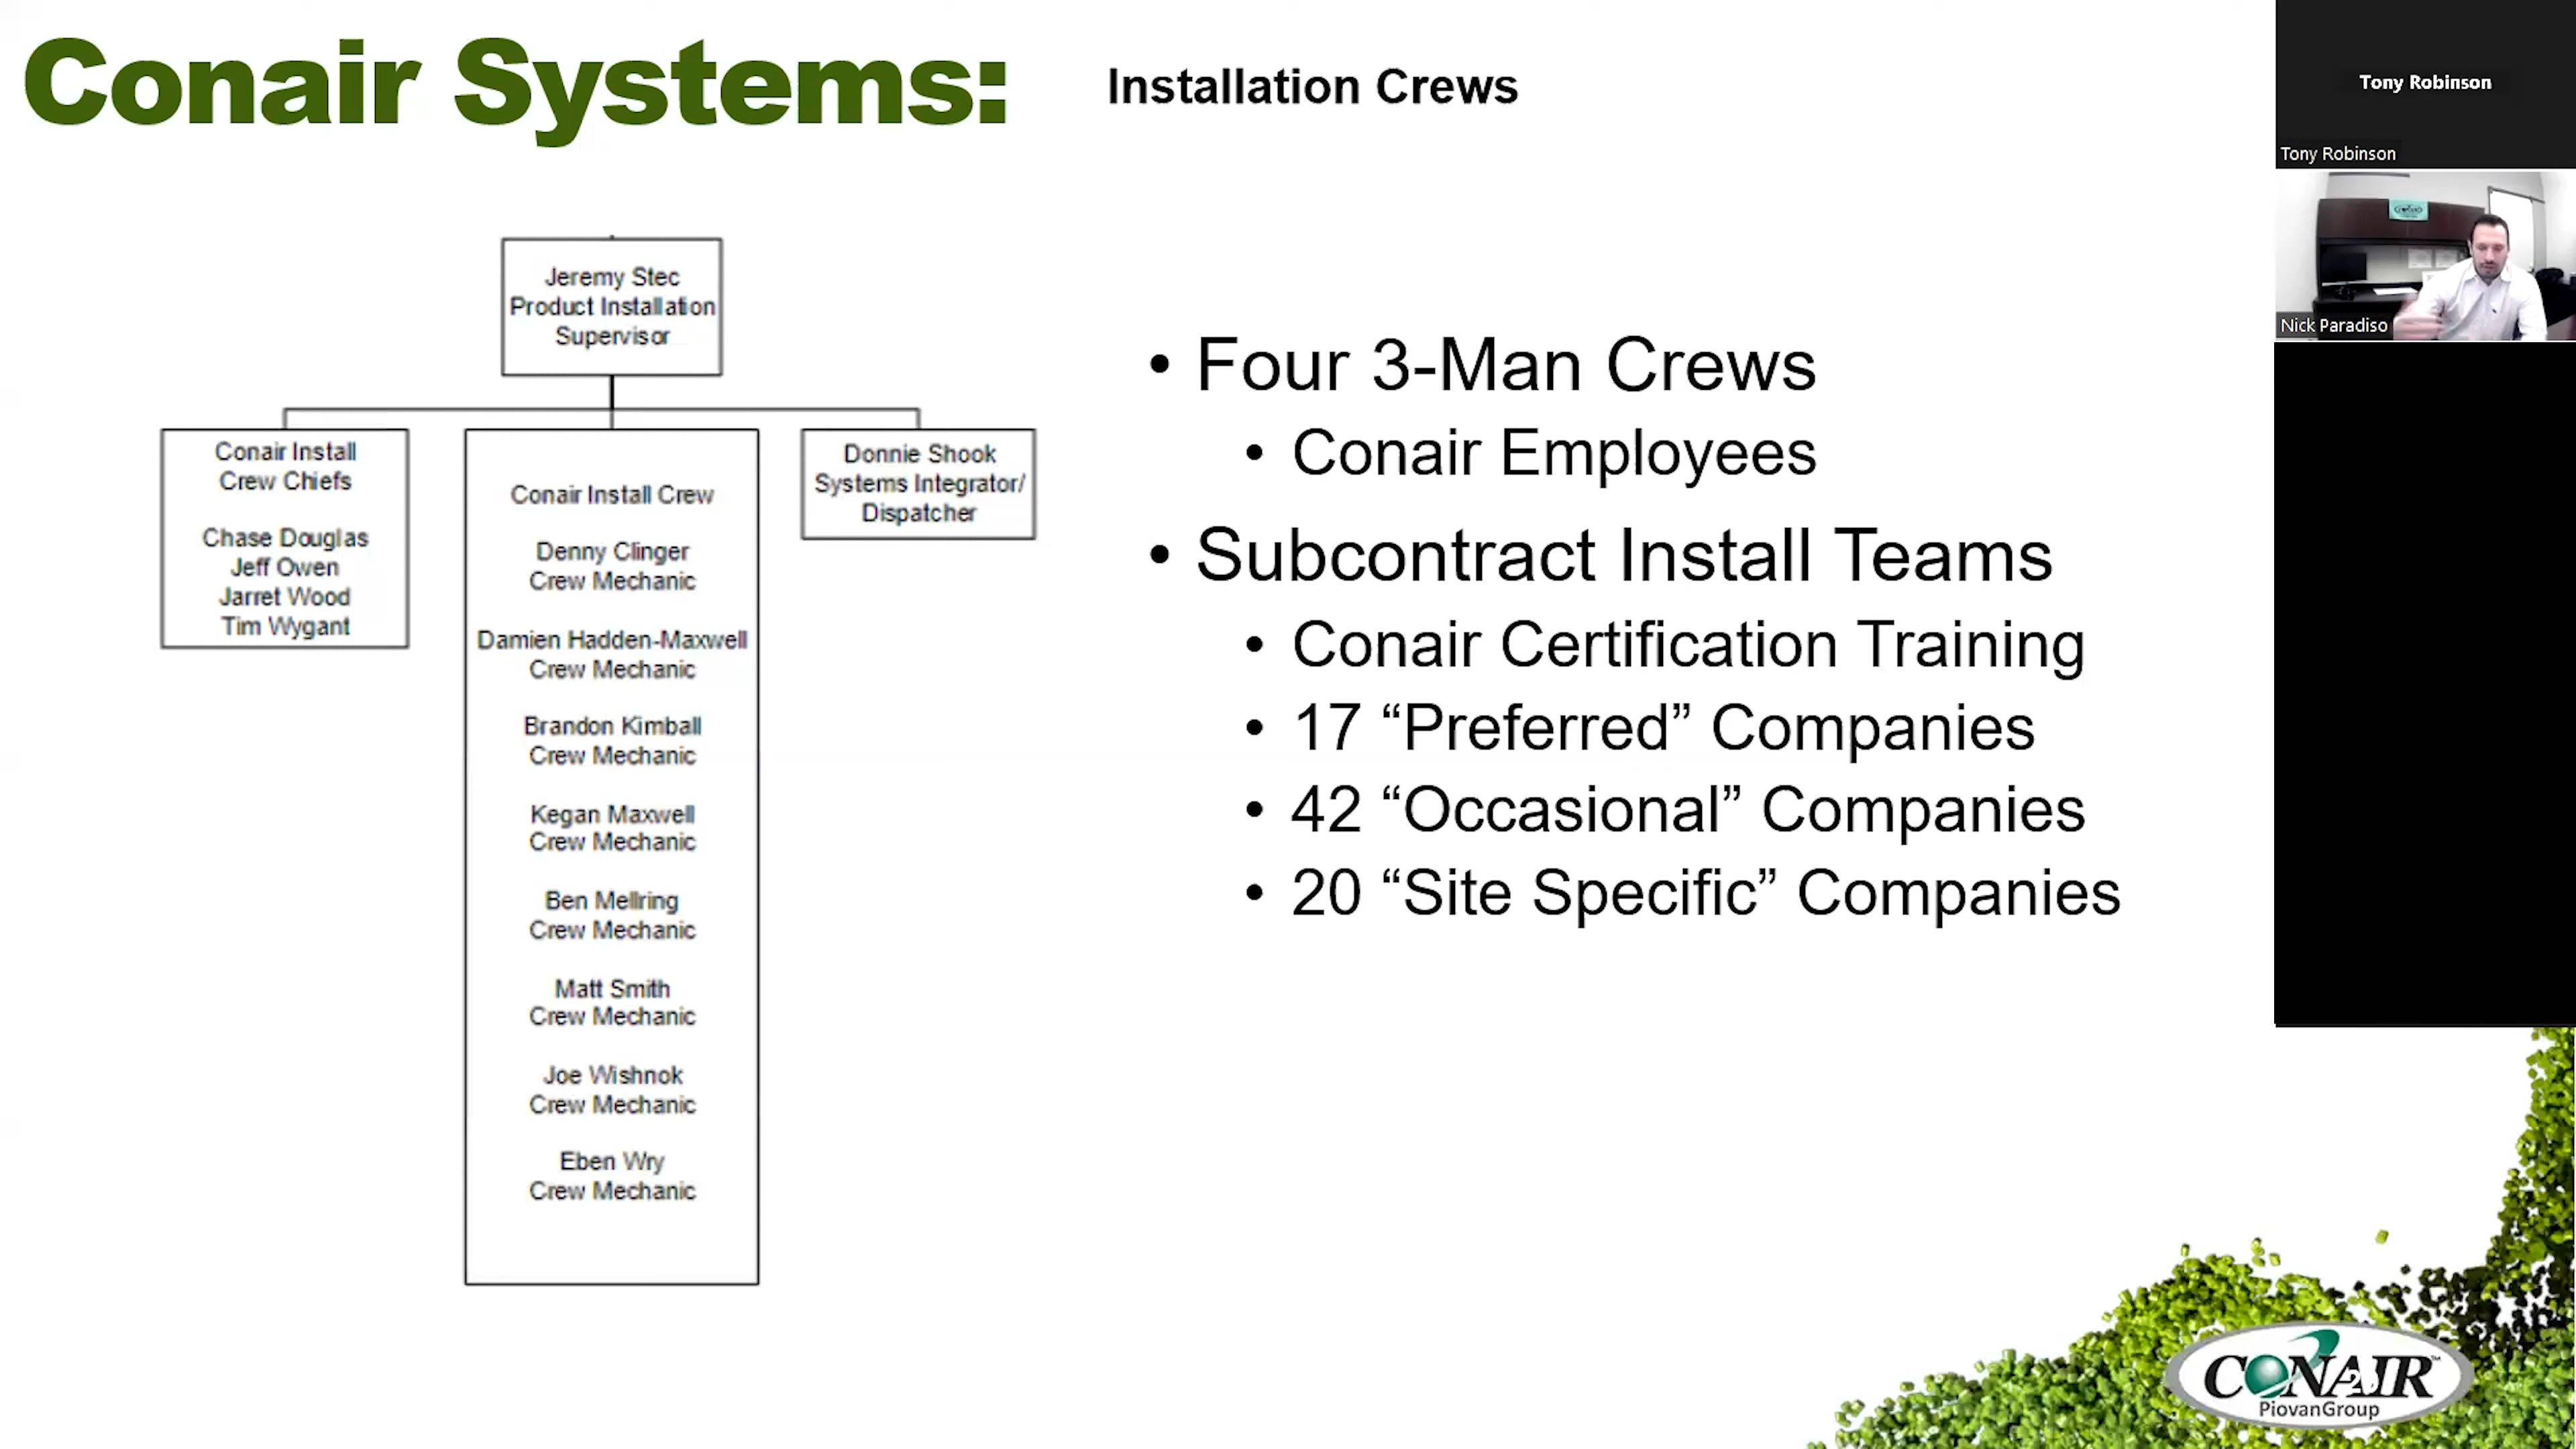 Conair Systems:
Installation Crews
Tony Robinson
Tony Robinson
Nick Paradiso
Jeremy Stec
Product Installation
Supervisor
Conair Install
Crew Chiefs
Chase Douglas
Jeff Owen
Jarret Wood
Tim Wygant
Conair Install Crew
Denny Clinger
Crew Mechanic
Damien Hadden-Maxwell
Crew Mechanic
Brandon Kimball
Crew Mechanic
Kegan Maxwell
Crew Mechanic
Ben Mellring
Crew Mechanic
Matt Smith
Crew Mechanic
Joe Wishnok
Crew Mechanic
Eben Wry
Crew Mechanic
Donnie Shook
Systems Integrator/
Dispatcher
• Four 3-Man Crews
• Conair Employees
• Subcontract Install Teams
• Conair Certification Training
• 17 “Preferred” Companies
• 42 “Occasional” Companies
• 20 “Site Specific” Companies
CONAIR
PiovanGroup